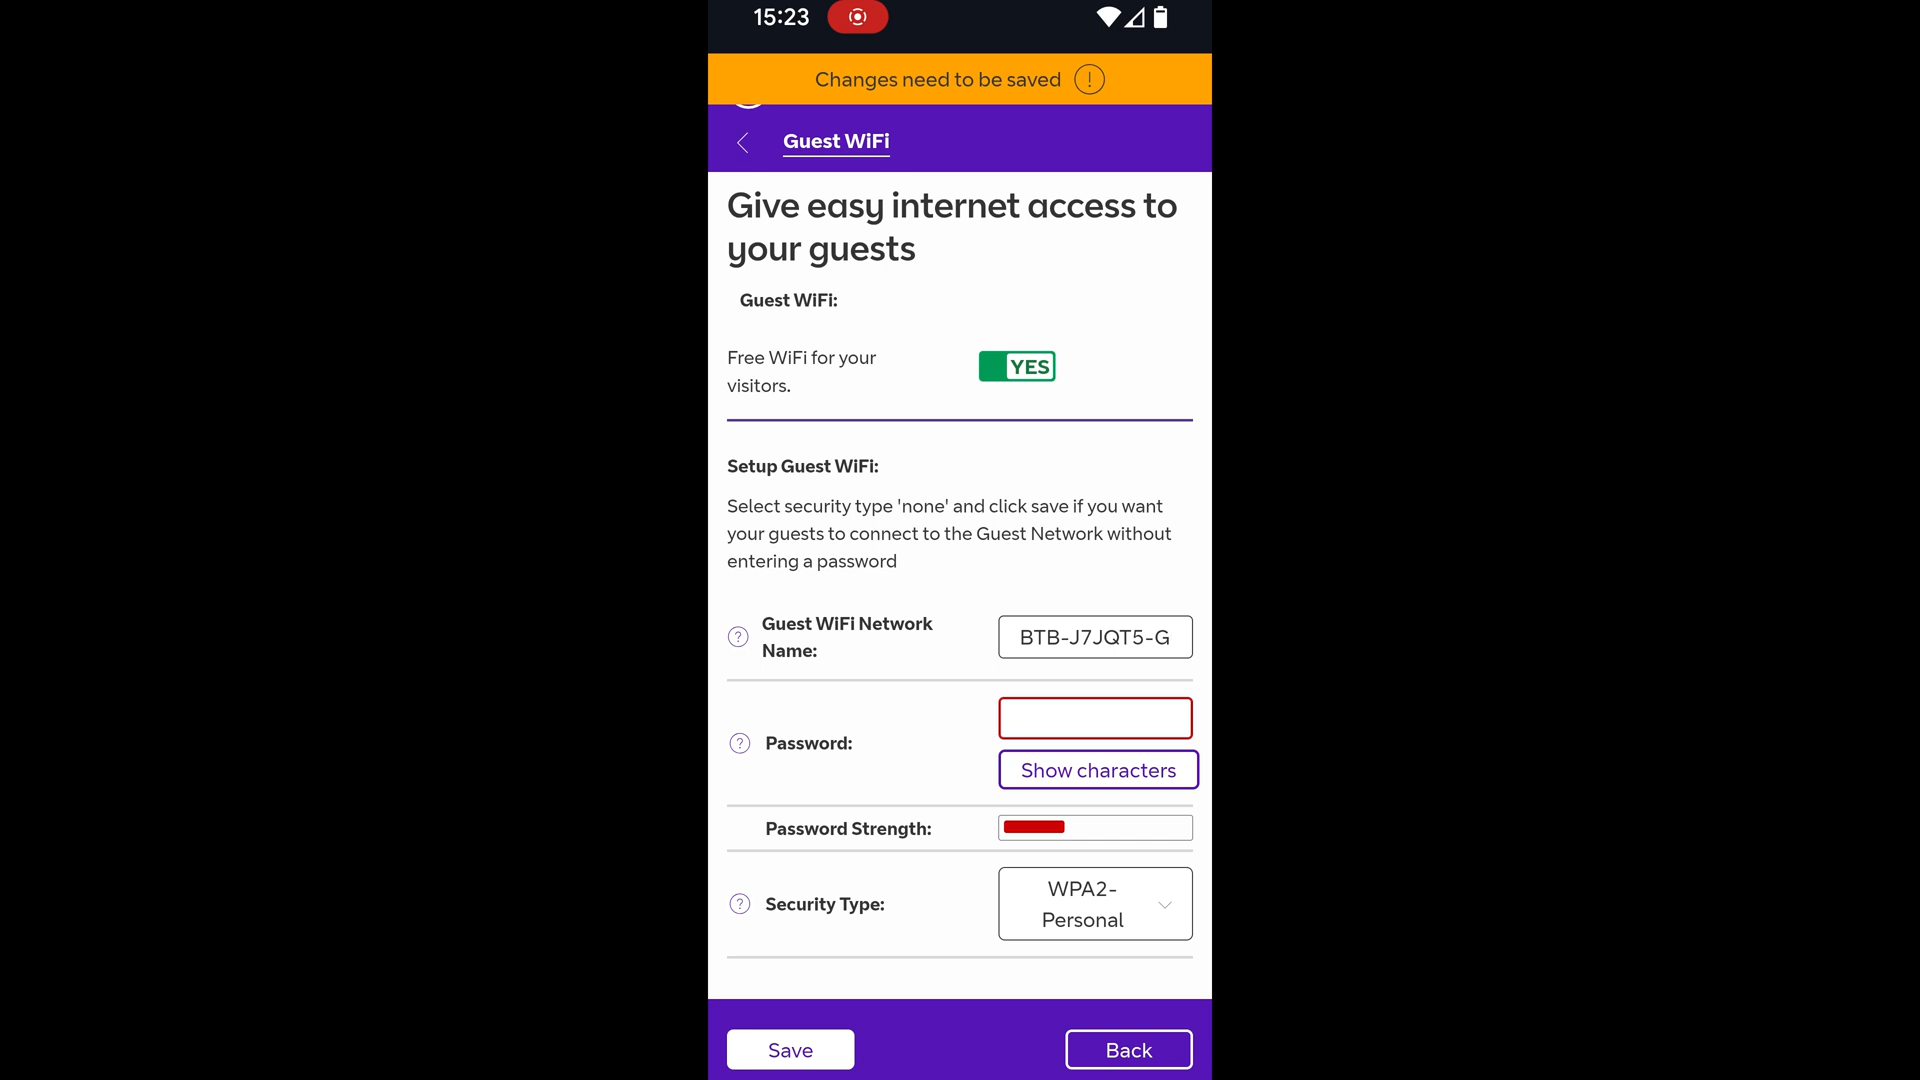 15:23
Changes need to be saved
Guest WiFi
Give easy internet access to
your guests
Guest WiFi:
Free WiFi for your
visitors.
YES
Setup Guest WiFi:
Select security type 'none' and click save if you want
your guests to connect to the Guest Network without
entering a password
Guest WiFi Network
Name:
BTB-J7JQT5-G
Password:
Show characters
Password Strength:
Security Type:
WPA2-
Personal
Save
Back